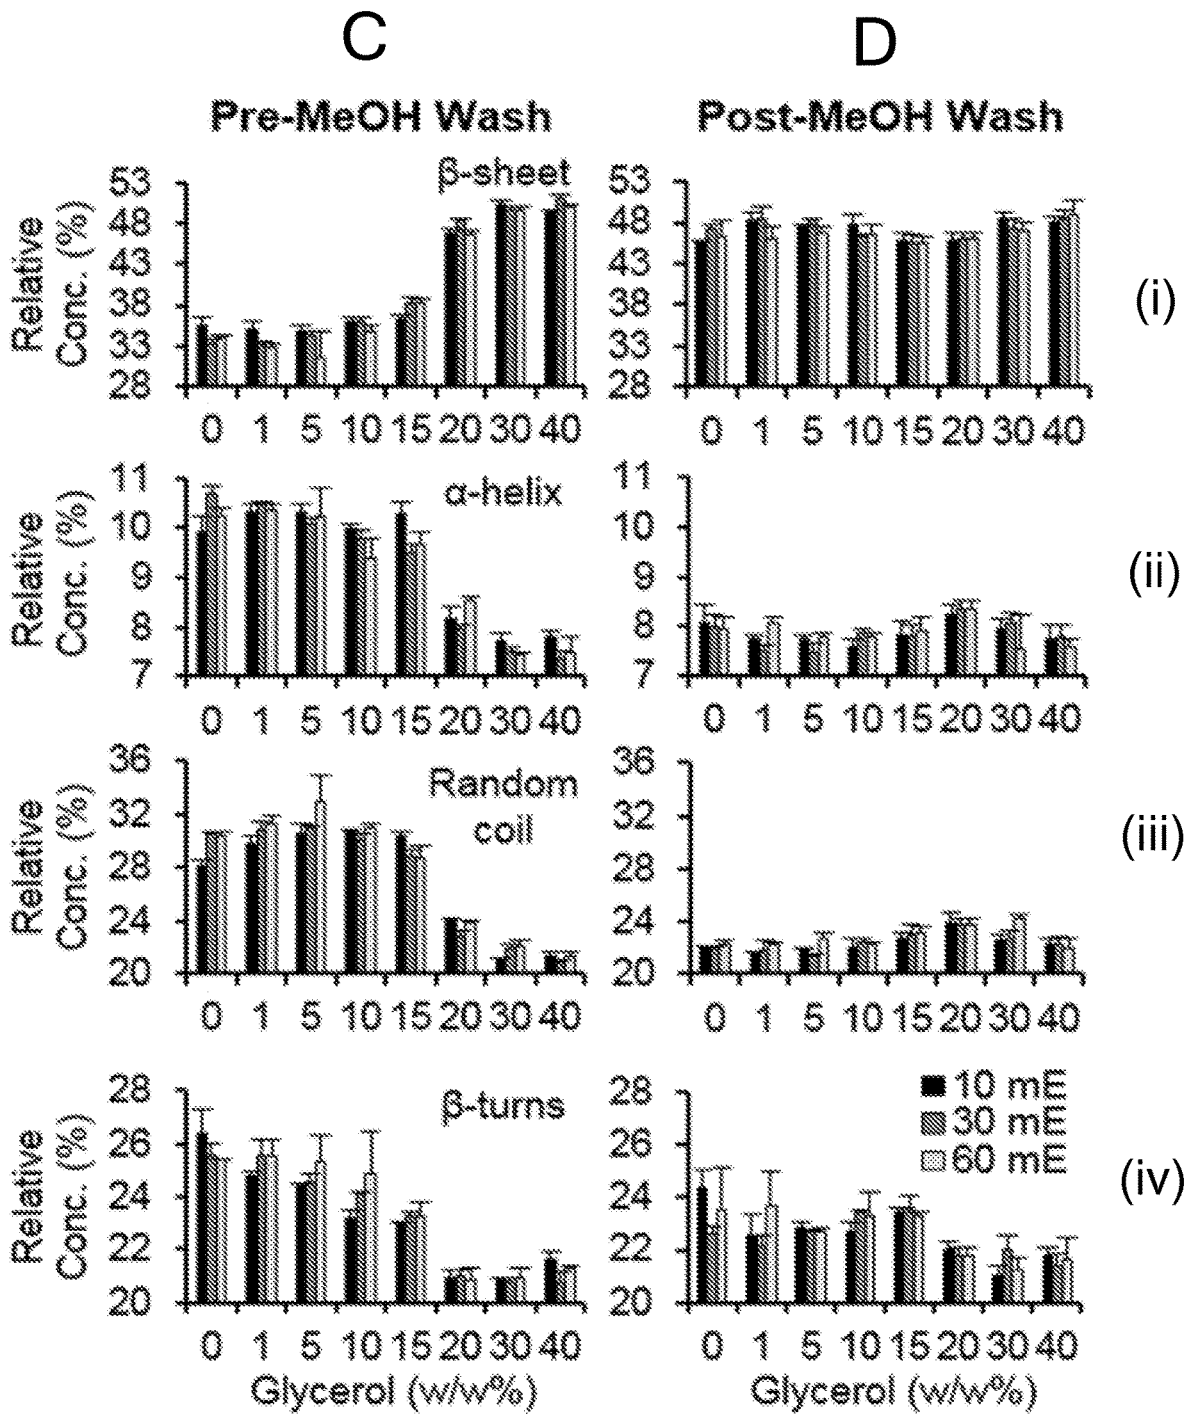 C D
Pre-MeOH Wash Post-MeOH Wash
β-sheet
Relative
Conc. (%)
53
48
43
38
33
28
0 1 5 10 15 20 30 40
53
48
43
38
33
28
0 1 5 10 15 20 30 40
(i)
α-helix
Relative
Conc. (%)
11
10
9
8
7
0 1 5 10 15 20 30 40
11
10
9
8
7
0 1 5 10 15 20 30 40
(ii)
Random
coil
Relative
Conc. (%)
36
32
28
24
20
0 1 5 10 15 20 30 40
36
32
28
24
20
0 1 5 10 15 20 30 40
(iii)
β-turns
Relative
Conc. (%)
28
26
24
22
20
0 1 5 10 15 20 30 40
Glycerol (w/w%)
10 mE
30 mE
60 mE
28
26
24
22
20
0 1 5 10 15 20 30 40
Glycerol (w/w%)
(iv)